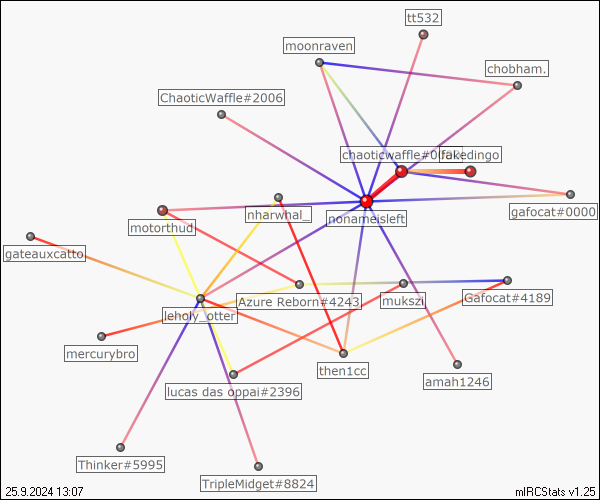 tt532
moonraven
chobham.
ChaoticWaffle#2006
chaoticwaffle#0
fakedingo
gafocat#0000
nharwhal_
nonameisleft
motorthud
gateauxcatto
Azure Reborn#4243
mukszi
Gafocat#4189
leholy_otter
mercurybro
then1cc
lucas das oppai#2396
amah1246
Thinker#5995
TripleMidget#8824
25.9.2024 13:07
mIRCStats v1.25